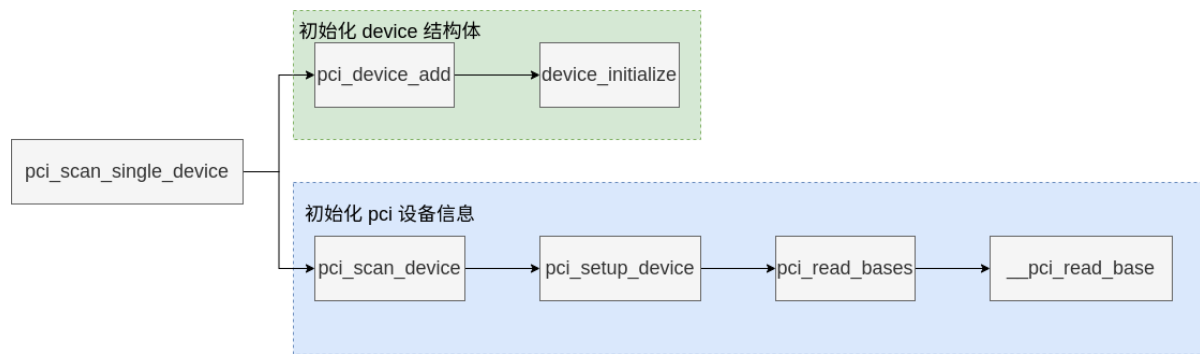 初始化 device 结构体
pci_device_add
device_initialize
pci_scan_single_device
初始化 pci 设备信息
pci_scan_device
pci_setup_device
pci_read_bases
__pci_read_base